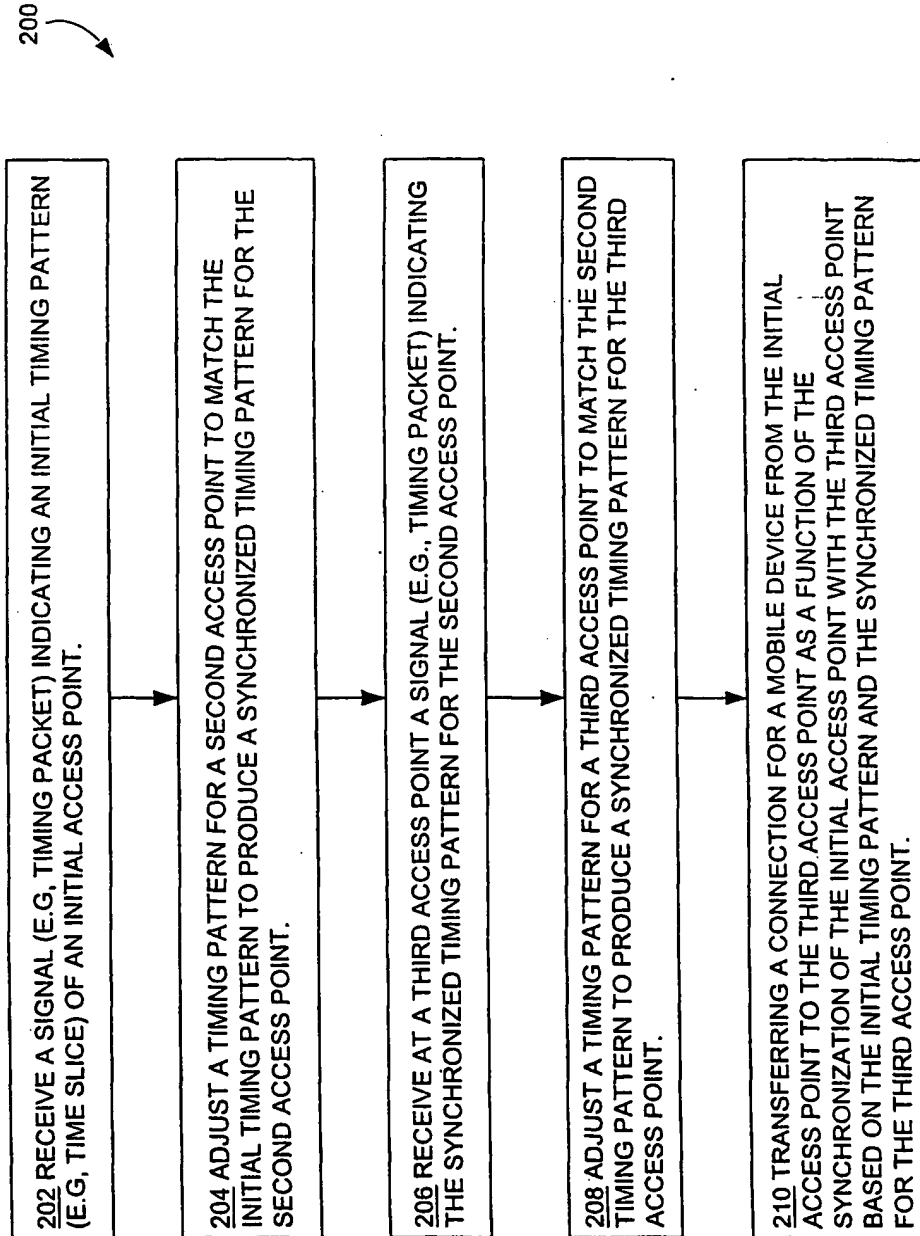 200
202 RECEIVE A SIGNAL (E.G, TIMING PACKET) INDICATING AN INITIAL TIMING PATTERN
(E.G, TIME SLICE) OF AN INITIAL ACCESS POINT.
204 ADJUST A TIMING PATTERN FOR A SECOND ACCESS POINT TO MATCH THE
INITIAL TIMING PATTERN TO PRODUCE A SYNCHRONIZED TIMING PATTERN FOR THE
SECOND ACCESS POINT.
206 RECEIVE AT A THIRD ACCESS POINT A SIGNAL (E.G., TIMING PACKET) INDICATING
THE SYNCHRONIZED TIMING PATTERN FOR THE SECOND ACCESS POINT.
208 ADJUST A TIMING PATTERN FOR A THIRD ACCESS POINT TO MATCH THE SECOND
TIMING PATTERN TO PRODUCE A SYNCHRONIZED TIMING PATTERN FOR THE THIRD
ACCESS POINT.
210 TRANSFERRING A CONNECTION FOR A MOBILE DEVICE FROM THE INITIAL
ACCESS POINT TO THE THIRD ACCESS POINT AS A FUNCTION OF THE
SYNCHRONIZATION OF THE INITIAL ACCESS POINT WITH THE THIRD ACCESS POINT
BASED ON THE INITIAL TIMING PATTERN AND THE SYNCHRONIZED TIMING PATTERN
FOR THE THIRD ACCESS POINT.